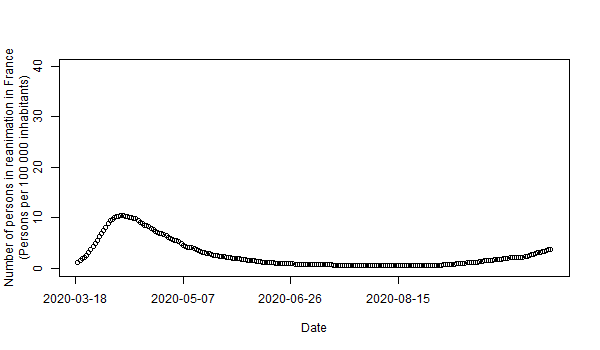 Number of persons in reanimation in France
(Persons per 100 000 inhabitants)
40
30
20
10
0
2020-03-18 2020-05-07 2020-06-26 2020-08-15
Date